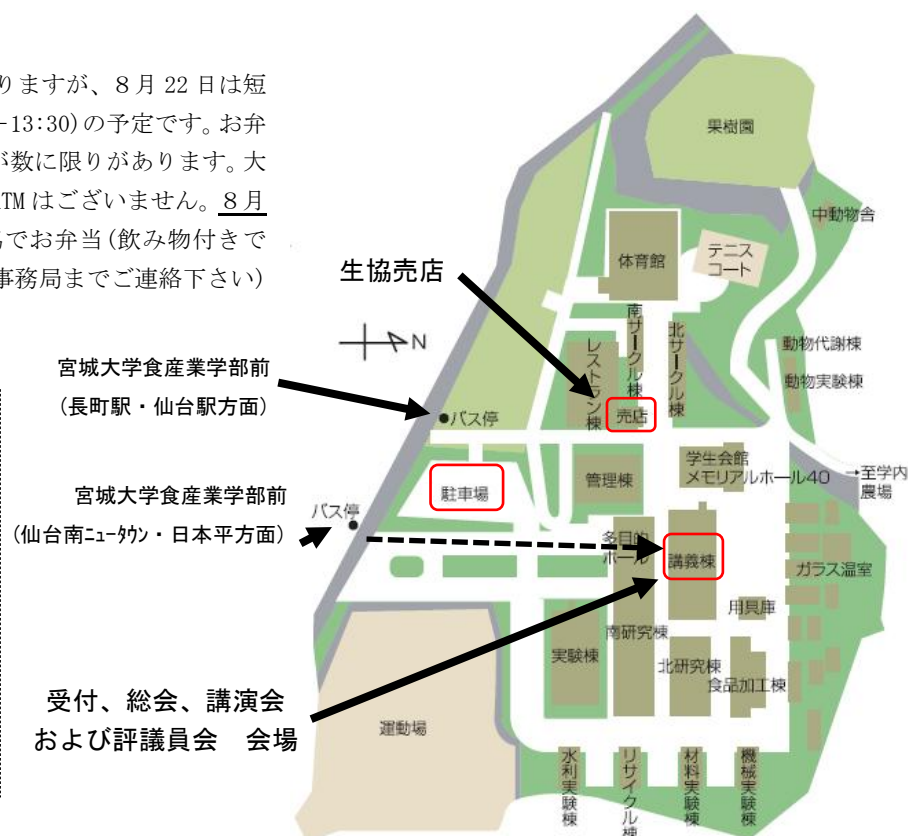 りますが、８月 22 日は短
-13:30)の予定です。お弁
が数に限りがあります。大
ATM はございません。８月
でお弁当(飲み物付きで
事務局までご連絡下さい)
生協売店
宮城大学食産業学部前
(長町駅・仙台駅方面)
宮城大学食産業学部前
(仙台南ﾆｭｰﾀｳﾝ・日本平方面)
受付、総会、講演会
および評議員会　会場
N
果樹園
中動物舎
体育館
テニス
コート
南サークル棟
北サークル棟
レストラン棟
売店
動物代謝棟
動物実験棟
バス停
学生会館
メモリアルホール40
→至学内
農場
管理棟
駐車場
バス停
多目的
ホール
講義棟
ガラス温室
用具庫
南研究棟
実験棟
北研究棟
食品加工棟
運動場
水利実験棟
リサイクル棟
材料実験棟
機械実験棟